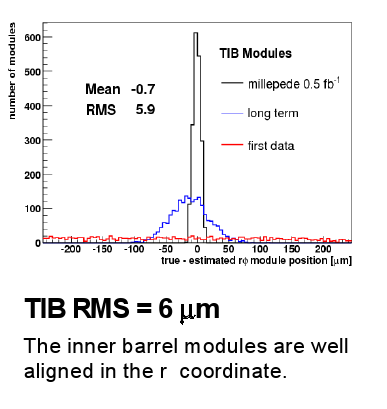 number of modules
600
500
400
300
200
100
0
TIB Modules
millepede 0.5 fb-1
long term
first data
Mean -0.7
RMS 5.9
-200 -150 -100 -50 0 50 100 150 200
true - estimated rϕ module position [μm]
TIB RMS = 6 μm
The inner barrel modules are well
aligned in the r coordinate.